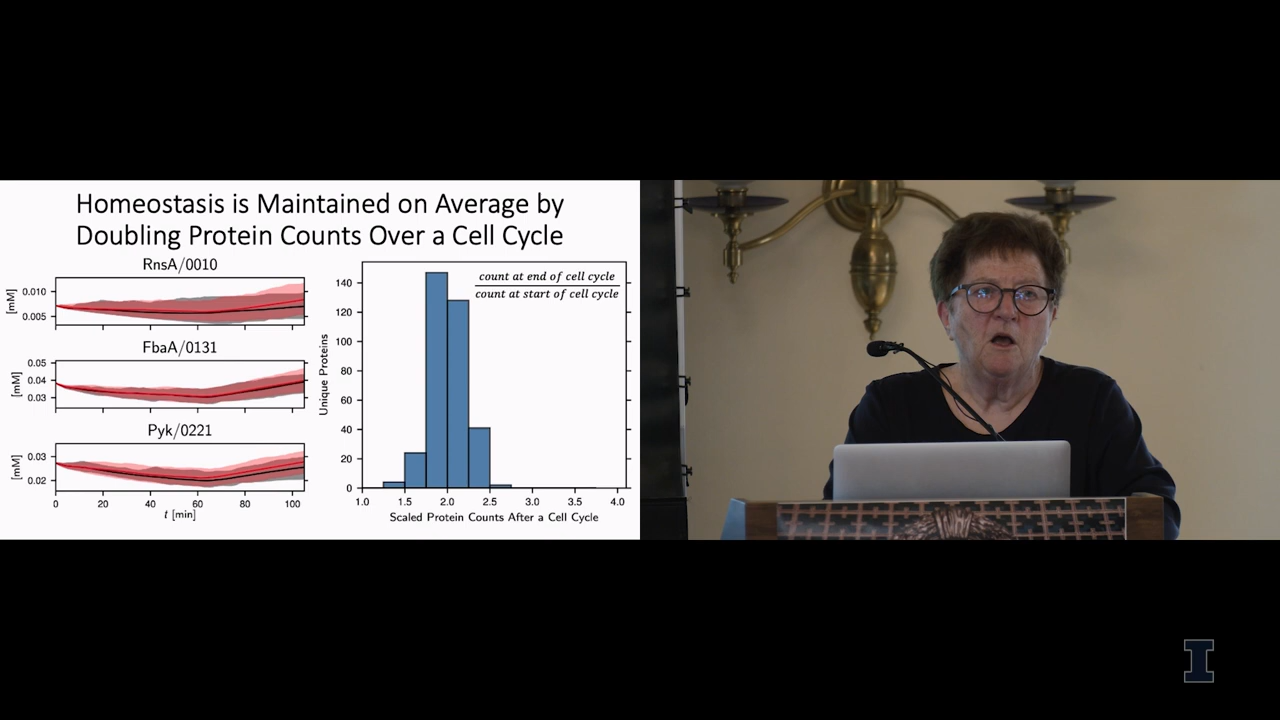 Homeostasis is Maintained on Average by
Doubling Protein Counts Over a Cell Cycle
RnsA/0010
[mM]
0.010
0.005
FbaA/0131
[mM]
0.05
0.04
0.03
Pyk/0221
[mM]
0.03
0.02
0 20 40 60 80 100
t [min]
count at end of cell cycle
count at start of cell cycle
Unique Proteins
140
120
100
80
60
40
20
0
1.0 1.5 2.0 2.5 3.0 3.5 4.0
Scaled Protein Counts After a Cell Cycle
I